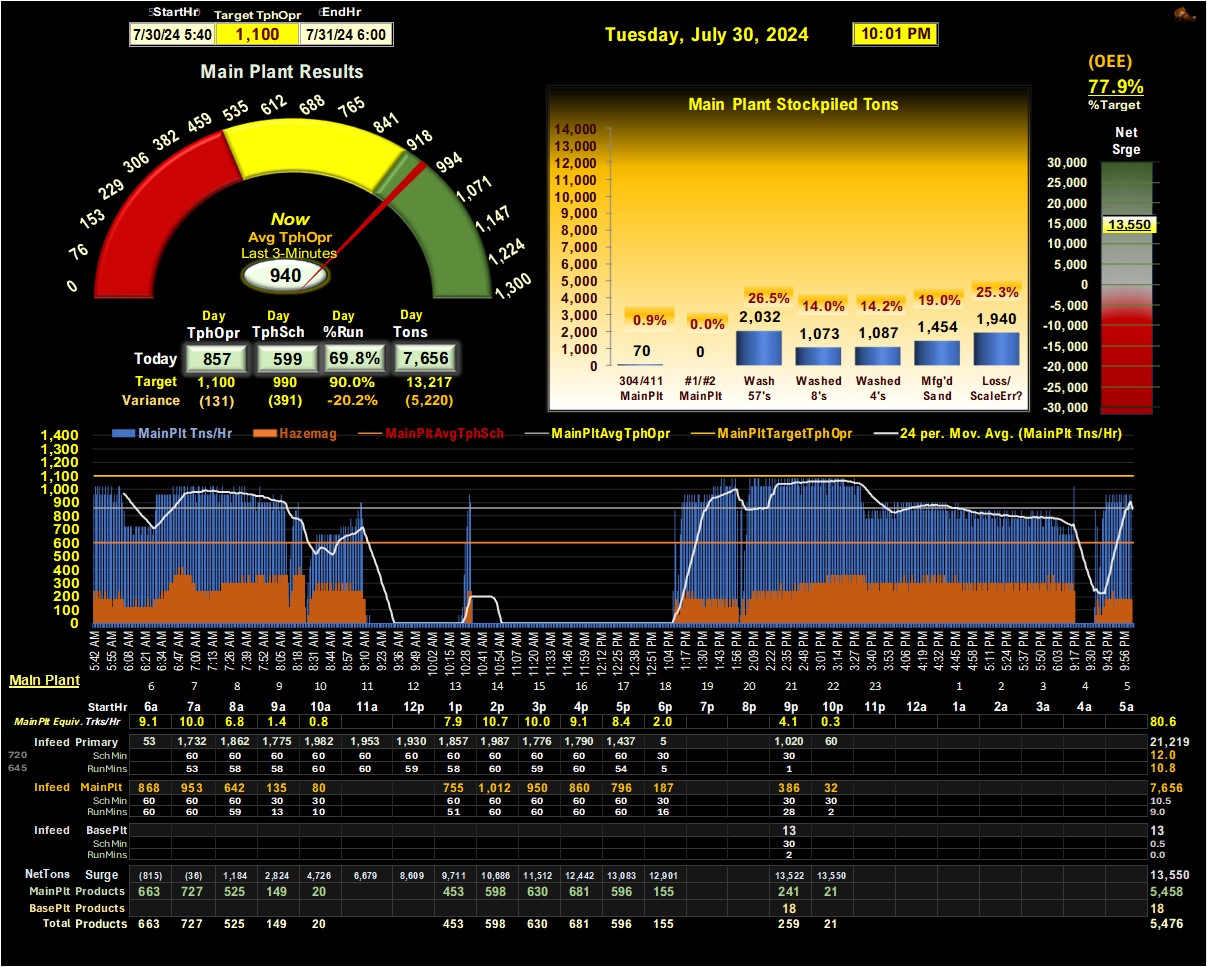 StartHr Target TphOpr EndHr
7/30/24 5:40 1,100 7/31/24 6:00
Tuesday, July 30, 2024 10:01 PM
(OEE)
77.9%
%Target
Main Plant Results
0 76 153 229 306 382 459 535 612 688 765 841 918 994 1,071 1,147 1,224 1,300
Now
Avg TphOpr
Last 3-Minutes
940
Day Day Day Day
TphOpr TphSch %Run Tons
Today 857 599 69.8% 7,656
Target 1,100 990 90.0% 13,217
Variance (131) (391) -20.2% (5,220)
Main Plant Stockpiled Tons
14,000
13,000
12,000
11,000
10,000
9,000
8,000
7,000
6,000
5,000
4,000
3,000
2,000
1,000
0
0.9% 0.0% 26.5% 14.0% 14.2% 19.0% 25.3%
70 0 2,032 1,073 1,087 1,454 1,940
304/411 #1/#2 Wash Washed Washed Mfg'd Loss/
MainPlt MainPlt 57's 8's 4's Sand ScaleErr?
Net
Srge
30,000
25,000
20,000
15,000
10,000
5,000
0
-5,000
-10,000
-15,000
-20,000
-25,000
-30,000
13,550
MainPlt Tns/Hr Hazemag MainPltAvgTphSch MainPltAvgTphOpr MainPltTargetTphOpr 24 per. Mov. Avg. (MainPlt Tns/Hr)
1,400
1,300
1,200
1,100
1,000
900
800
700
600
500
400
300
200
100
0
5:42 AM 5:55 AM 6:08 AM 6:21 AM 6:34 AM 6:47 AM 7:00 AM 7:13 AM 7:26 AM 7:39 AM 7:52 AM 8:05 AM 8:18 AM 8:31 AM 8:44 AM 8:57 AM 9:10 AM 9:23 AM 9:36 AM 9:49 AM 10:02 AM 10:15 AM 10:28 AM 10:41 AM 10:54 AM 11:07 AM 11:20 AM 11:33 AM 11:46 AM 11:59 AM 12:12 PM 12:25 PM 12:38 PM 12:51 PM 1:04 PM 1:17 PM 1:30 PM 1:43 PM 1:56 PM 2:09 PM 2:22 PM 2:35 PM 2:48 PM 3:01 PM 3:14 PM 3:27 PM 3:40 PM 3:53 PM 4:06 PM 4:19 PM 4:32 PM 4:45 PM 4:58 PM 5:11 PM 5:24 PM 5:37 PM 5:50 PM 6:03 PM 9:17 PM 9:30 PM 9:43 PM 9:56 PM
Main Plant
6 7 8 9 10 11 12 13 14 15 16 17 18 19 20 21 22 23 1 2 3 4 5
StartHr 6a 7a 8a 9a 10a 11a 12p 1p 2p 3p 4p 5p 6p 7p 8p 9p 10p 11p 12a 1a 2a 3a 4a 5a
MainPlt Equiv. Trks/Hr 9.1 10.0 6.8 1.4 0.8 7.9 10.7 10.0 9.1 8.4 2.0 4.1 0.3 80.6
Infeed Primary 53 1,732 1,862 1,775 1,982 1,953 1,930 1,857 1,987 1,776 1,790 1,437 5 1,020 60 21,219
720 Sch Min 60 60 60 60 60 60 60 60 60 60 60 30 30 12.0
645 RunMins 53 58 58 60 60 59 58 60 59 60 54 5 1 10.8
Infeed MainPlt 868 953 642 135 80 755 1,012 950 860 796 187 386 32 7,656
Sch Min 60 60 60 30 30 60 60 60 60 60 30 30 30 10.5
RunMins 60 60 59 13 10 51 60 60 60 60 16 28 2 9.0
Infeed BasePlt 13 13
Sch Min 30 0.5
RunMins 2 0.0
NetTons Surge (815) (36) 1,184 2,824 4,726 6,679 8,609 9,711 10,686 11,512 12,442 13,083 12,901 13,522 13,550 13,550
MainPlt Products 663 727 525 149 20 453 598 630 681 596 155 241 21 5,458
BasePlt Products 18 18
Total Products 663 727 525 149 20 453 598 630 681 596 155 259 21 5,476